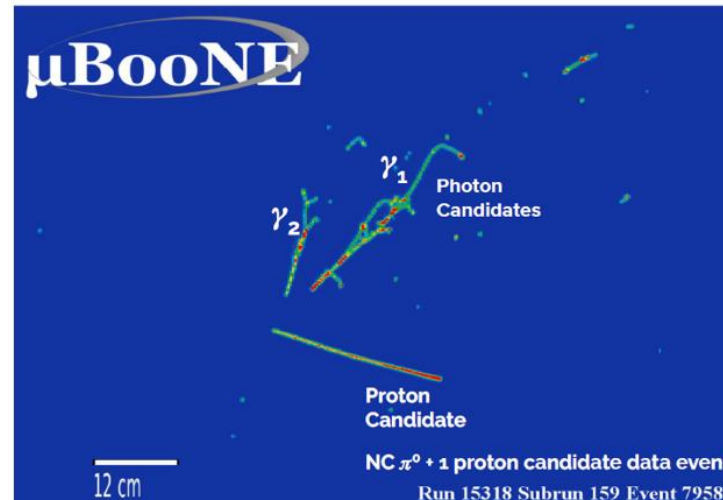 µBooNE
γ₁
Photon
Candidates
γ₂
Proton
Candidate
NC π⁰ + 1 proton candidate data even
12 cm
Run 15318 Subrun 159 Event 7958